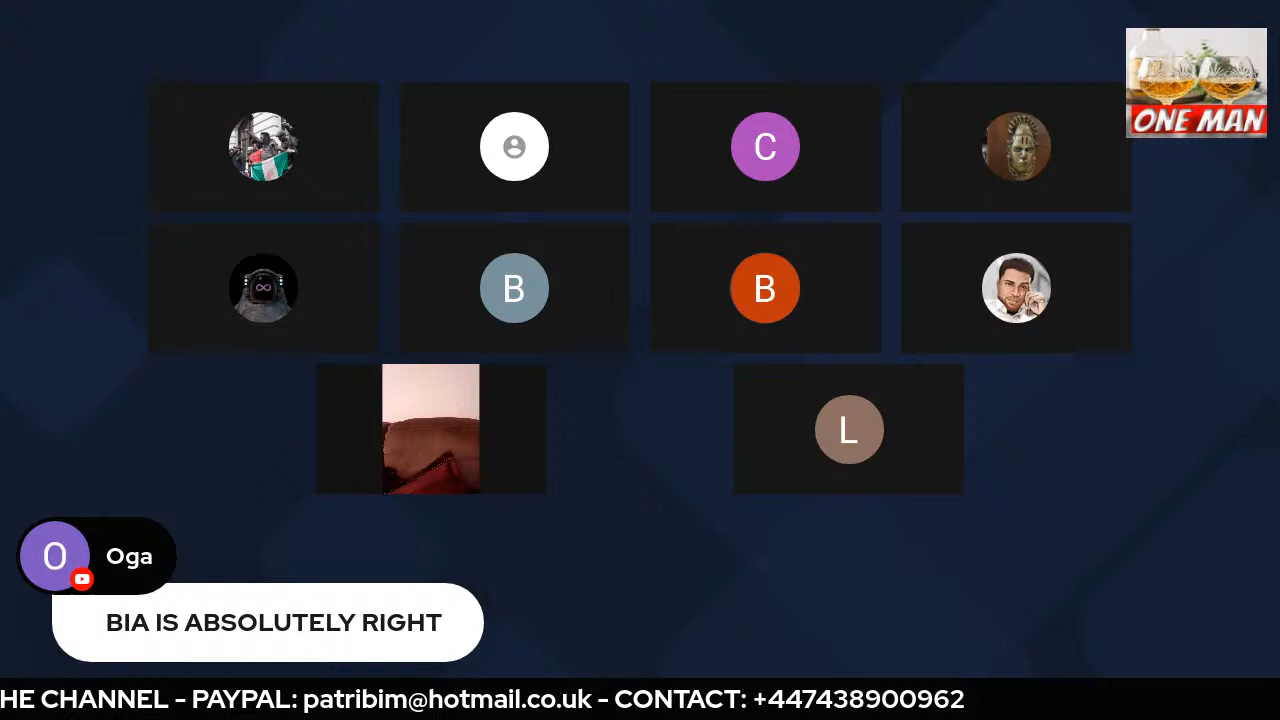 ONE MAN
C
B
B
L
O
Oga
BIA IS ABSOLUTELY RIGHT
HE CHANNEL - PAYPAL: patribim@hotmail.co.uk - CONTACT: +447438900962